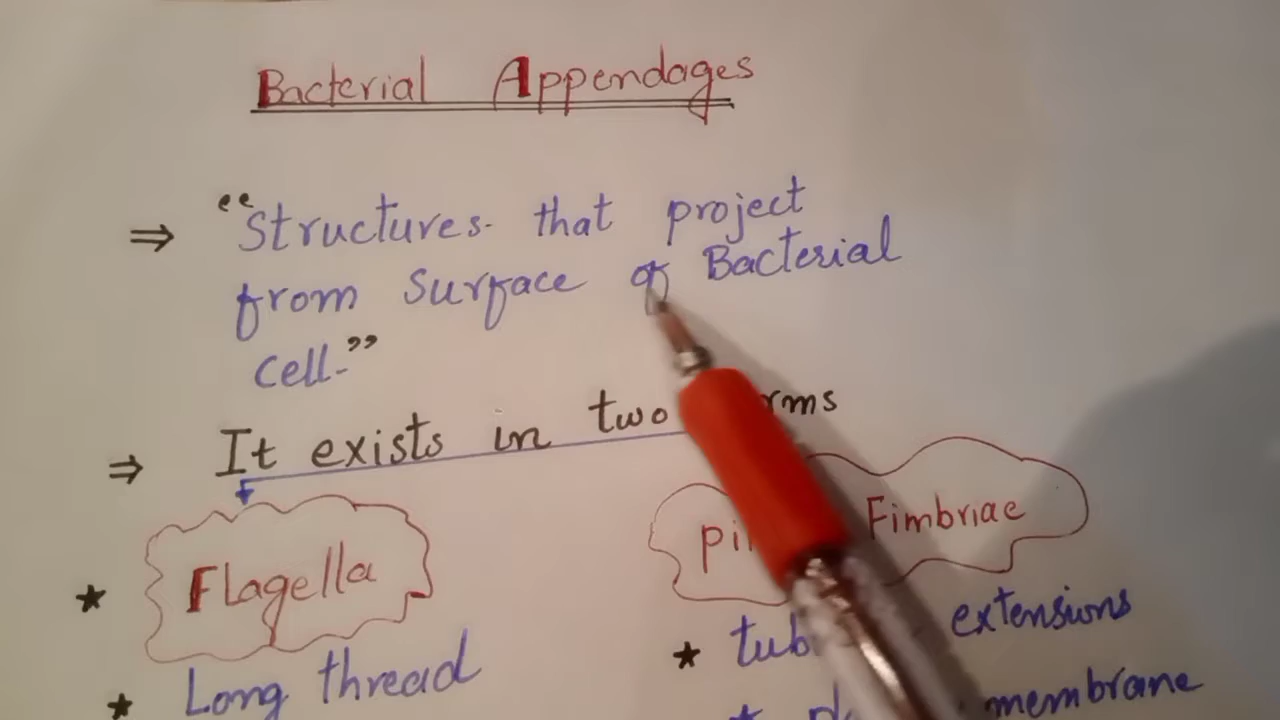 Bacterial Appendages
⇒ "Structures that project
from Surface of Bacterial
cell."
⇒ It exists in two
Flagella
Fimbriae
★ Long thread
★ extensions
membrane